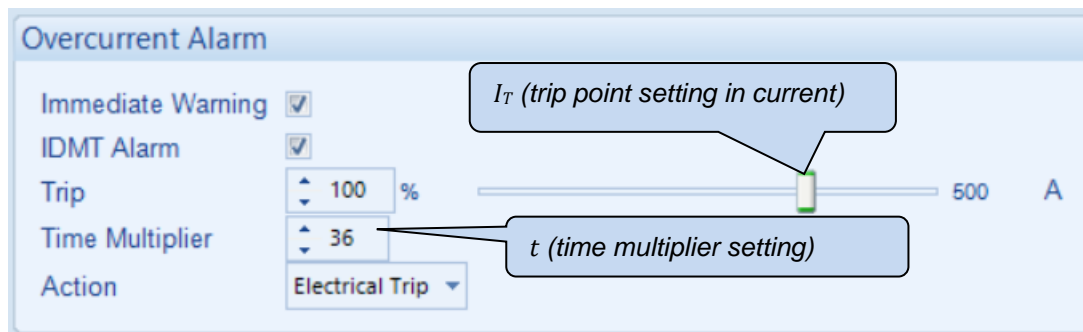 Overcurrent Alarm
Immediate Warning
I_T (trip point setting in current)
IDMT Alarm
Trip 100 % 500 A
Time Multiplier 36
t (time multiplier setting)
Action Electrical Trip